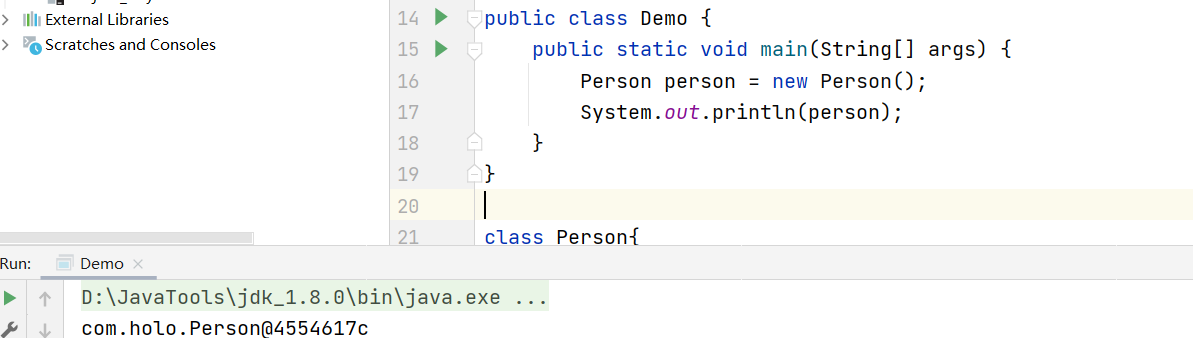 External Libraries
Scratches and Consoles
14 public class Demo {
15 public static void main(String[] args) {
16 Person person = new Person();
17 System.out.println(person);
18 }
19 }
20
21 class Person{
Run: Demo
D:\JavaTools\jdk_1.8.0\bin\java.exe ...
com.holo.Person@4554617c